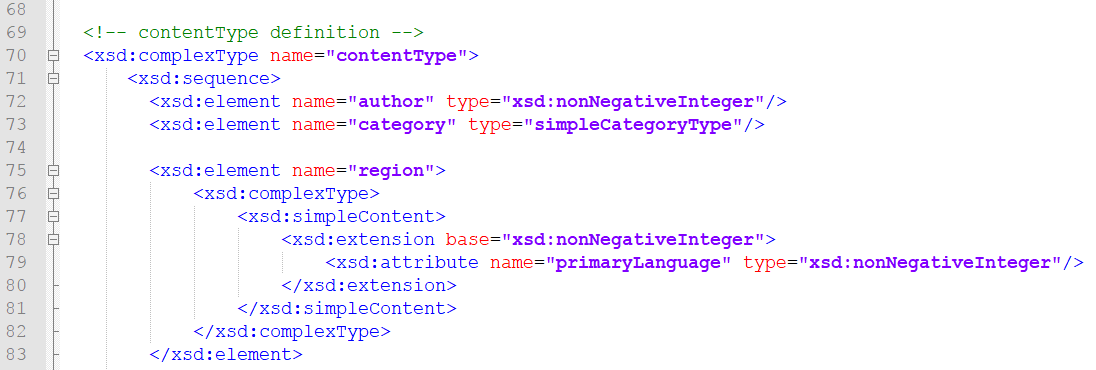 68
69 <!-- contentType definition -->
70 <xsd:complexType name="contentType">
71 <xsd:sequence>
72 <xsd:element name="author" type="xsd:nonNegativeInteger"/>
73 <xsd:element name="category" type="simpleCategoryType"/>
74
75 <xsd:element name="region">
76 <xsd:complexType>
77 <xsd:simpleContent>
78 <xsd:extension base="xsd:nonNegativeInteger">
79 <xsd:attribute name="primaryLanguage" type="xsd:nonNegativeInteger"/>
80 </xsd:extension>
81 </xsd:simpleContent>
82 </xsd:complexType>
83 </xsd:element>